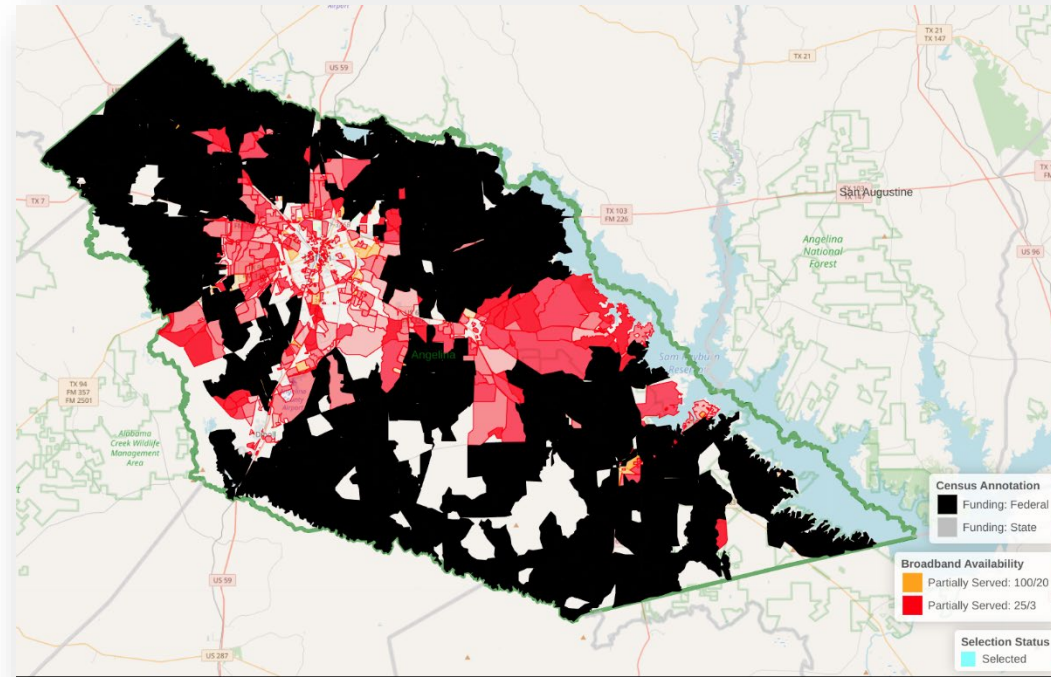 Airport
US 59
TX 21
TX 147
TX 21
TX 7
TX 103
FM 226
San Augustine
Angelina
National
Forest
US 96
Angelina
Sam Rayburn
TX 94
FM 357
FM 2501
Alabama
Creek Wildlife
Management
Area
US 59
US 287
Census Annotation
Funding: Federal
Funding: State
Broadband Availability
Partially Served: 100/20
Partially Served: 25/3
Selection Status
Selected